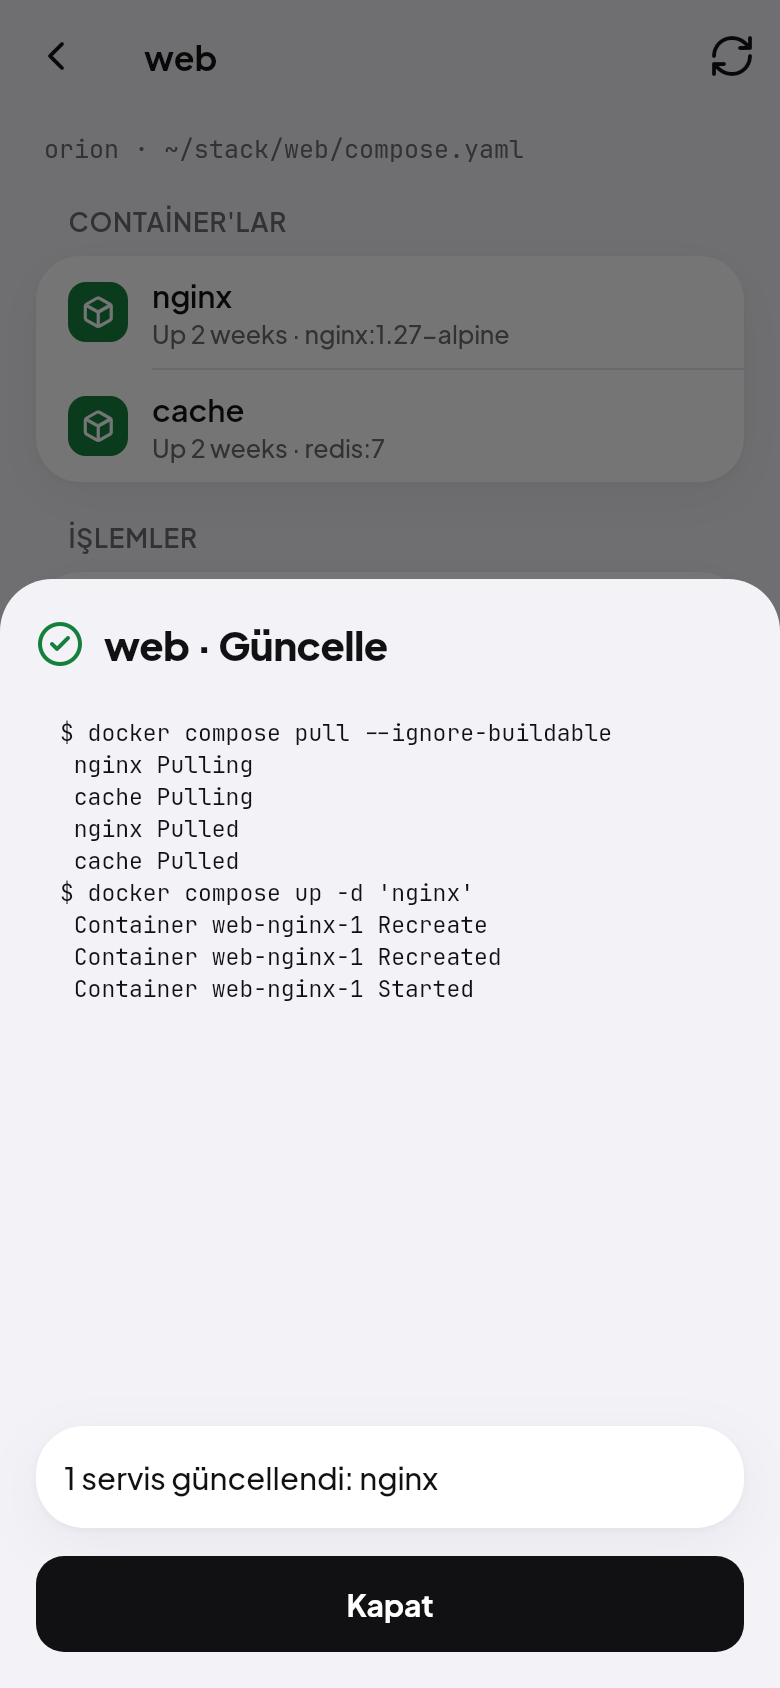 web
orion · ~/stack/web/compose.yaml
CONTAİNER'LAR
nginx
Up 2 weeks · nginx:1.27-alpine
cache
Up 2 weeks · redis:7
İŞLEMLER
web · Güncelle
$ docker compose pull --ignore-buildable
nginx Pulling
cache Pulling
nginx Pulled
cache Pulled
$ docker compose up -d 'nginx'
Container web-nginx-1 Recreate
Container web-nginx-1 Recreated
Container web-nginx-1 Started
1 servis güncellendi: nginx
Kapat